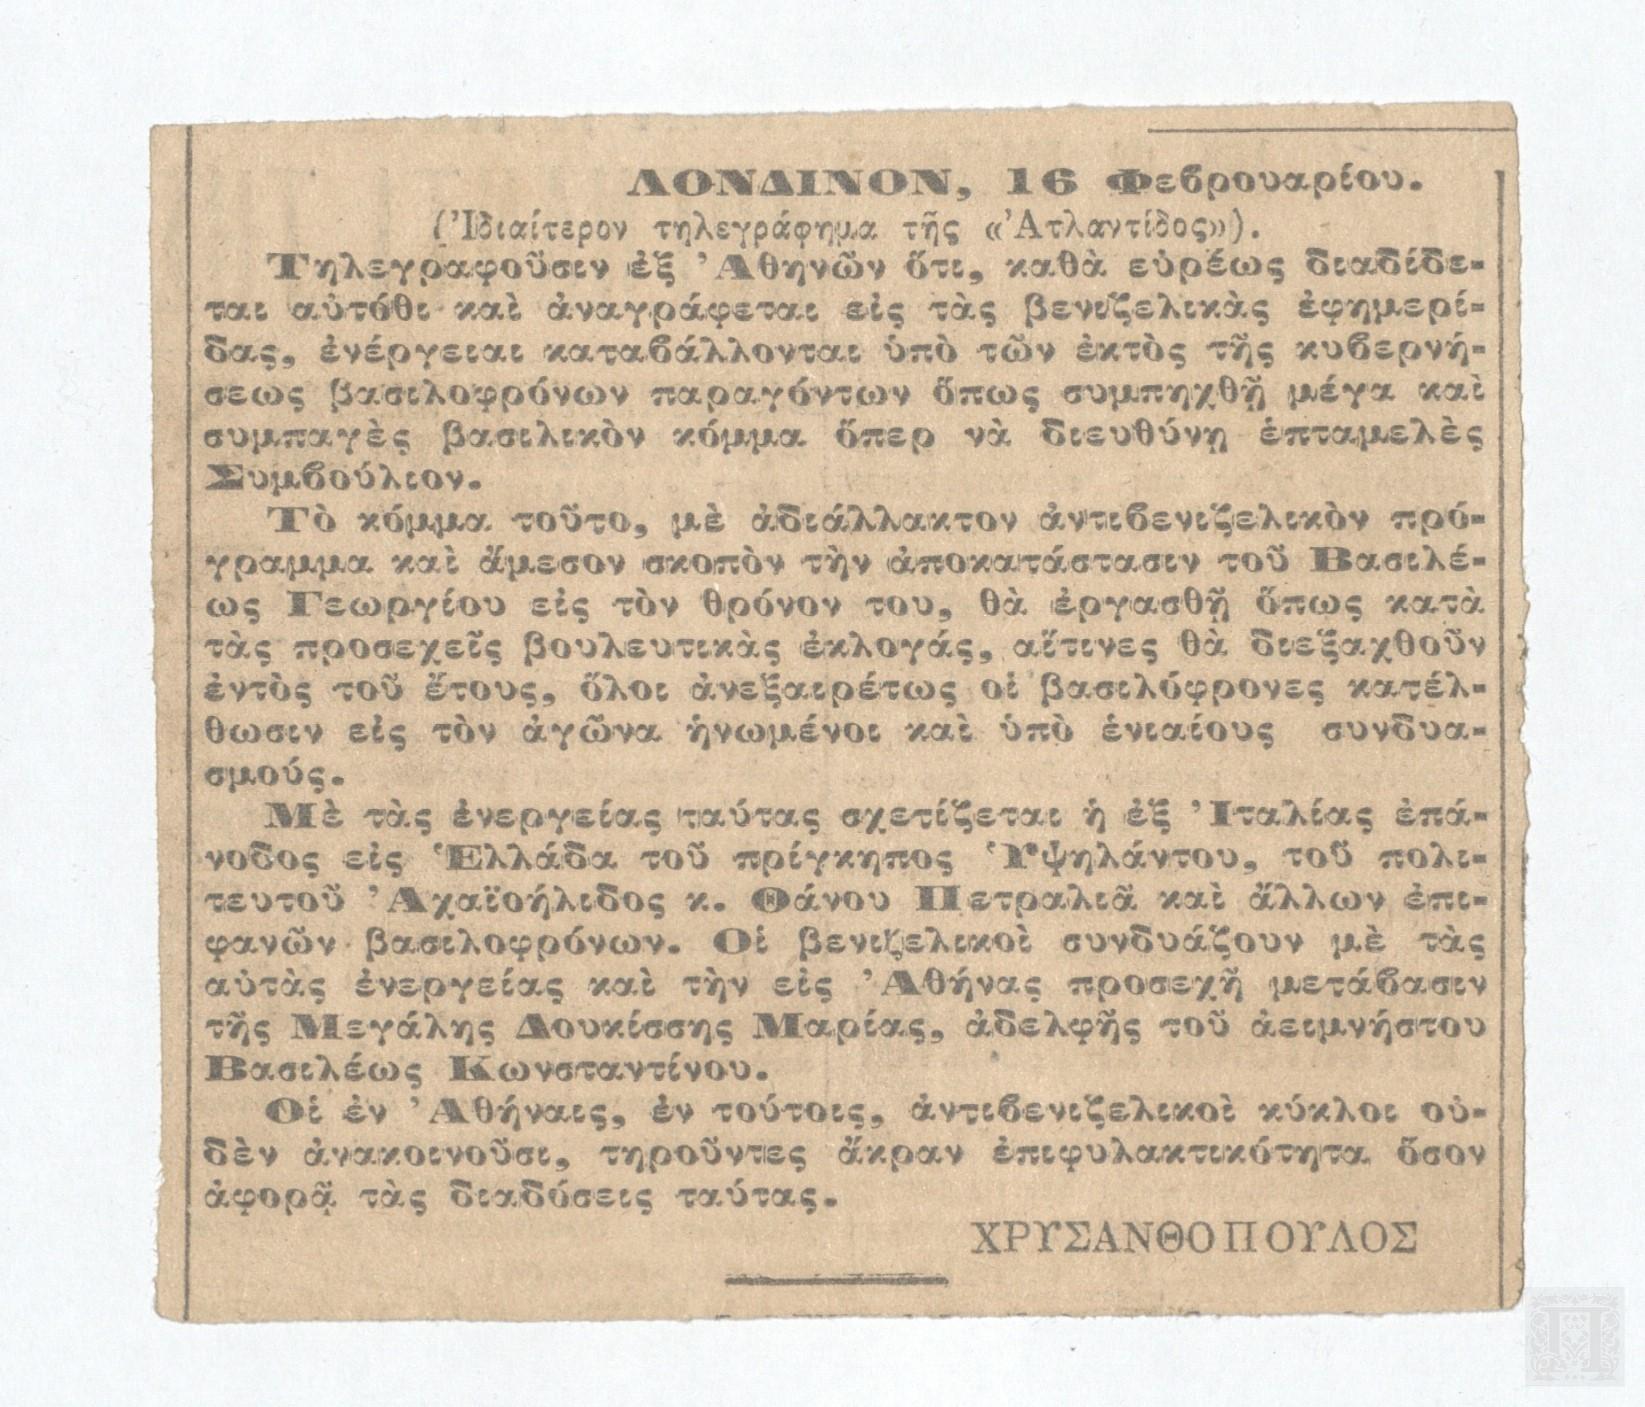 ΛΟΝΔΙΝΟΝ, 16 Φεβρουαρίου.
(Ἰδιαίτερον τηλεγράφημα τῆς «Ἀτλαντίδος»).
Τηλεγραφοῦσιν ἐξ Ἀθηνῶν ὅτι, καθὰ εὐρέως διαδίδε-
ται αὐτόθι καὶ ἀναγράφεται εἰς τὰς βενιζελικὰς ἐφημερί-
δας, ἐνέργειαι καταβάλλονται ὑπὸ τῶν ἐκτὸς τῆς κυβερνή-
σεως βασιλοφρόνων παραγόντων ὅπως συμπηχθῇ μέγα καὶ
συμπαγὲς βασιλικὸν κόμμα ὅπερ νὰ διευθύνῃ ἑπταμελὲς
Συμβούλιον.
Τὸ κόμμα τοῦτο, μὲ ἀδιάλλακτον ἀντιβενιζελικὸν πρό-
γραμμα καὶ ἄμεσον σκοπὸν τὴν ἀποκατάστασιν τοῦ Βασιλέ-
ως Γεωργίου εἰς τὸν θρόνον του, θὰ ἐργασθῇ ὅπως κατὰ
τὰς προσεχεῖς βουλευτικὰς ἐκλογάς, αἵτινες θὰ διεξαχθοῦν
ἐντὸς τοῦ ἔτους, ὅλοι ἀνεξαιρέτως οἱ βασιλόφρονες κατέλ-
θωσιν εἰς τὸν ἀγῶνα ἡνωμένοι καὶ ὑπὸ ἑνιαίους συνδυα-
σμούς.
Μὲ τὰς ἐνεργείας ταύτας σχετίζεται ἡ ἐξ Ἰταλίας ἐπά-
νοδος εἰς Ἑλλάδα τοῦ πρίγκηπος Ὑψηλάντου, τοῦ πολι-
τευτοῦ Ἀχαϊοήλιδος κ. Θάνου Πετραλιᾶ καὶ ἄλλων ἐπι-
φανῶν βασιλοφρόνων. Οἱ βενιζελικοὶ συνδυάζουν μὲ τὰς
αὐτὰς ἐνεργείας καὶ τὴν εἰς Ἀθήνας προσεχῆ μετάβασιν
τῆς Μεγάλης Δουκίσσης Μαρίας, ἀδελφῆς τοῦ ἀειμνήστου
Βασιλέως Κωνσταντίνου.
Οἱ ἐν Ἀθήναις, ἐν τούτοις, ἀντιβενιζελικοὶ κύκλοι οὐ-
δὲν ἀνακοινοῦσι, τηροῦντες ἄκραν ἐπιφυλακτικότητα ὅσον
ἀφορᾷ τὰς διαδόσεις ταύτας.
ΧΡΥΣΑΝΘΟΠΟΥΛΟΣ